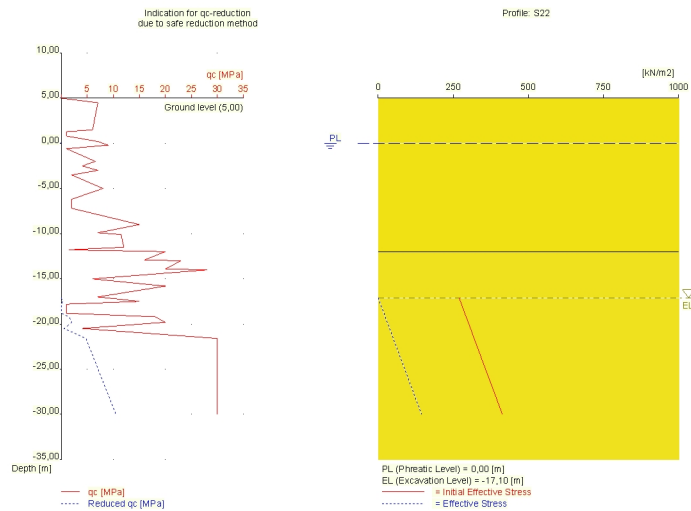 Indication for qc-reduction
due to safe reduction method
Profile: S22
10,00
qc [MPa]
[kN/m2]
5 10 15 20 25 30 35
0 250 500 750 1000
5,00
Ground level (5,00)
PL
0,00
-5,00
-10,00
-15,00
EL
-20,00
-25,00
-30,00
-35,00
Depth [m]
PL (Phreatic Level) = 0,00 [m]
EL (Excavation Level) = -17,10 [m]
qc [MPa]
= Initial Effective Stress
Reduced qc [MPa]
= Effective Stress